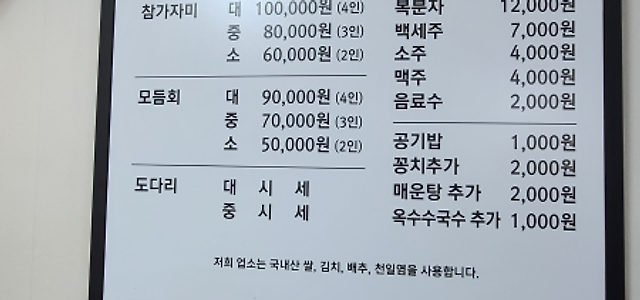 참가자미 대 100,000원 (4인)
중 80,000원 (3인)
소 60,000원 (2인)
모듬회 대 90,000원 (4인)
중 70,000원 (3인)
소 50,000원 (2인)
도다리 대 시 세
중 시 세
복분자 12,000원
백세주 7,000원
소주 4,000원
맥주 4,000원
음료수 2,000원
공기밥 1,000원
꽁치추가 2,000원
매운탕 추가 2,000원
옥수수국수 추가 1,000원
저희 업소는 국내산 쌀, 김치, 배추, 천일염을 사용합니다.